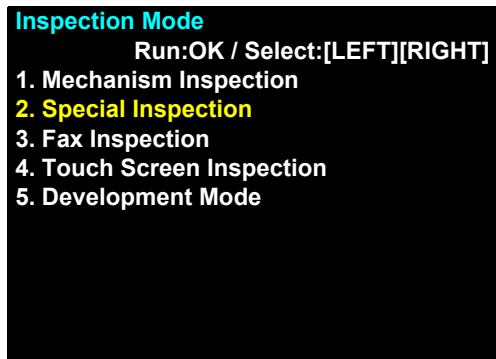 Inspection Mode
Run:OK / Select:[LEFT][RIGHT]
1. Mechanism Inspection
2. Special Inspection
3. Fax Inspection
4. Touch Screen Inspection
5. Development Mode